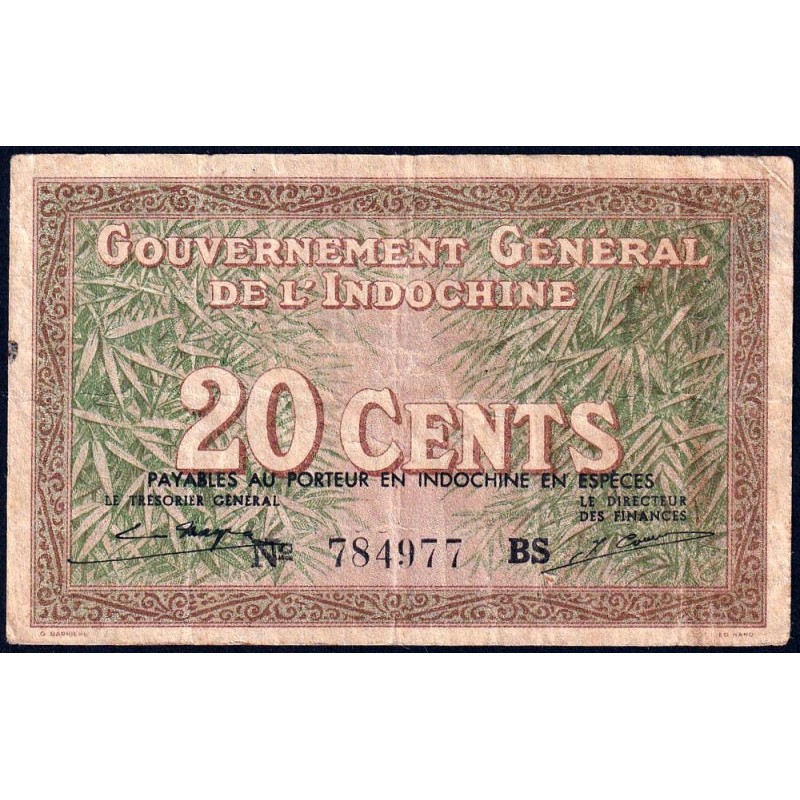 GOUVERNEMENT GÉNÉRAL
DE L'INDOCHINE
20 CENTS
PAYABLES AU PORTEUR EN INDOCHINE EN ESPÈCES
LE TRÉSORIER GÉNÉRAL
LE DIRECTEUR
DES FINANCES
No 784977 BS
G. BARRIÈRE